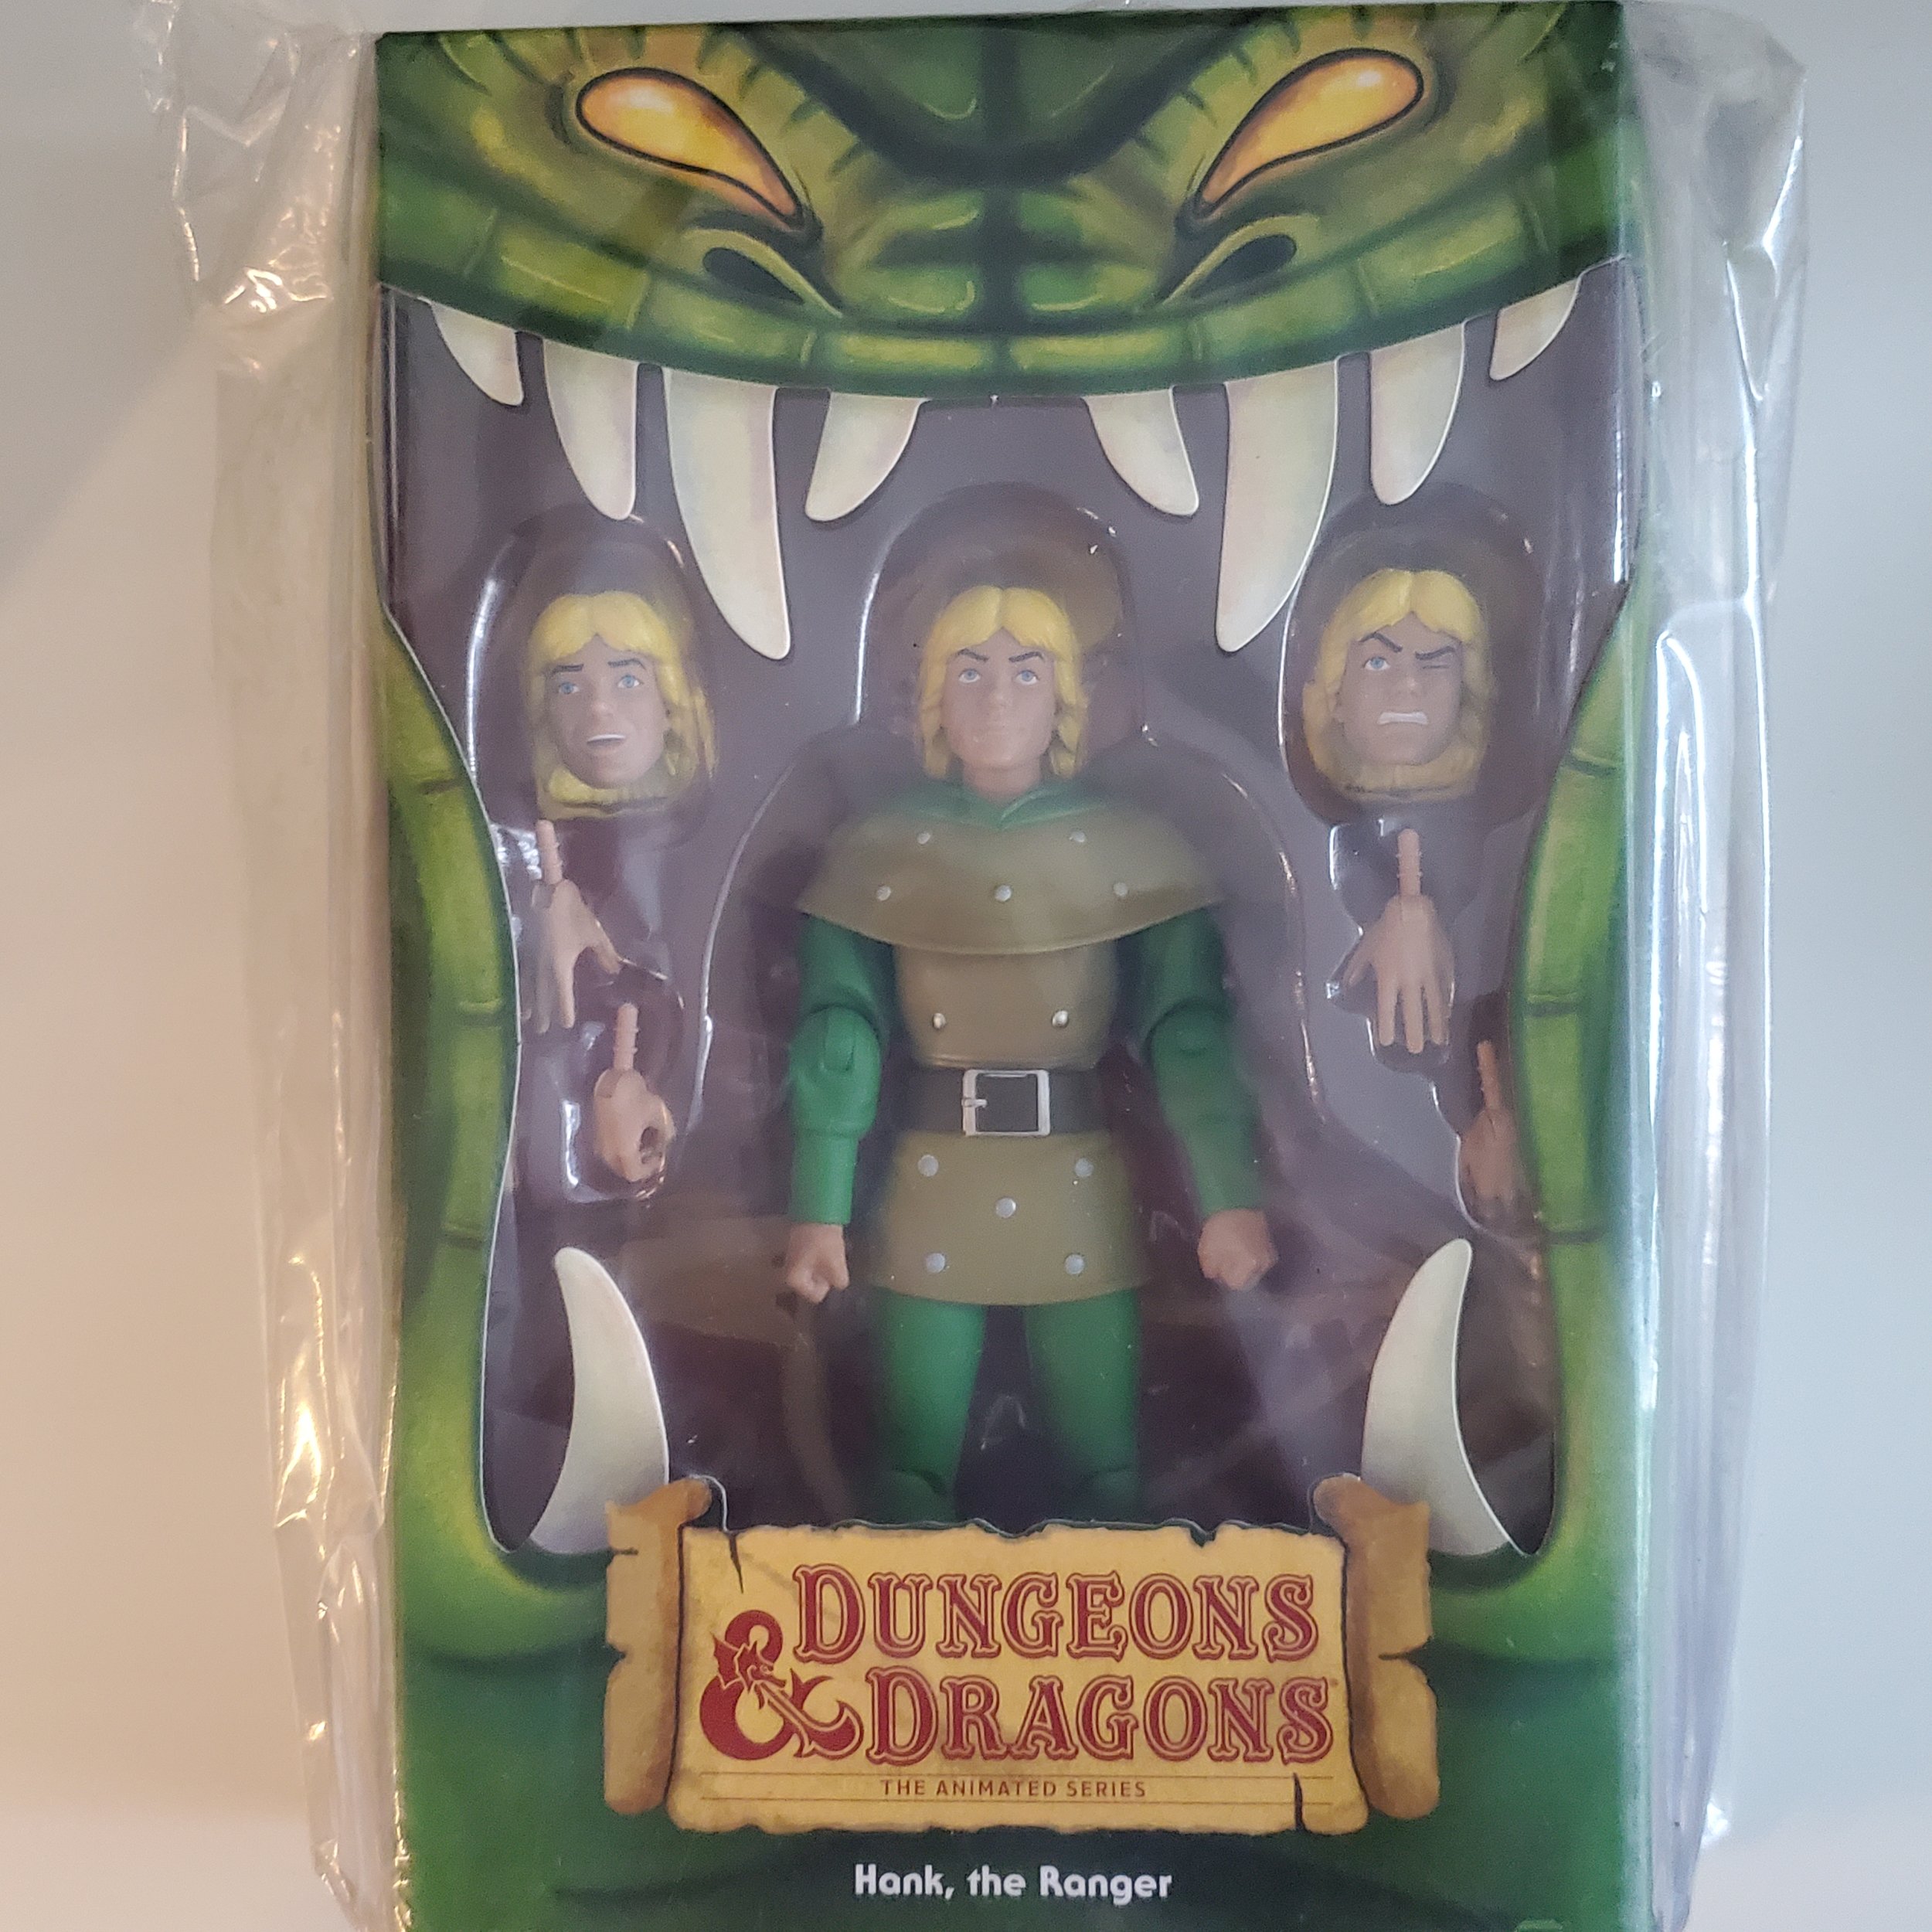 DUNGEONS
& DRAGONS
THE ANIMATED SERIES
Hank, the Ranger